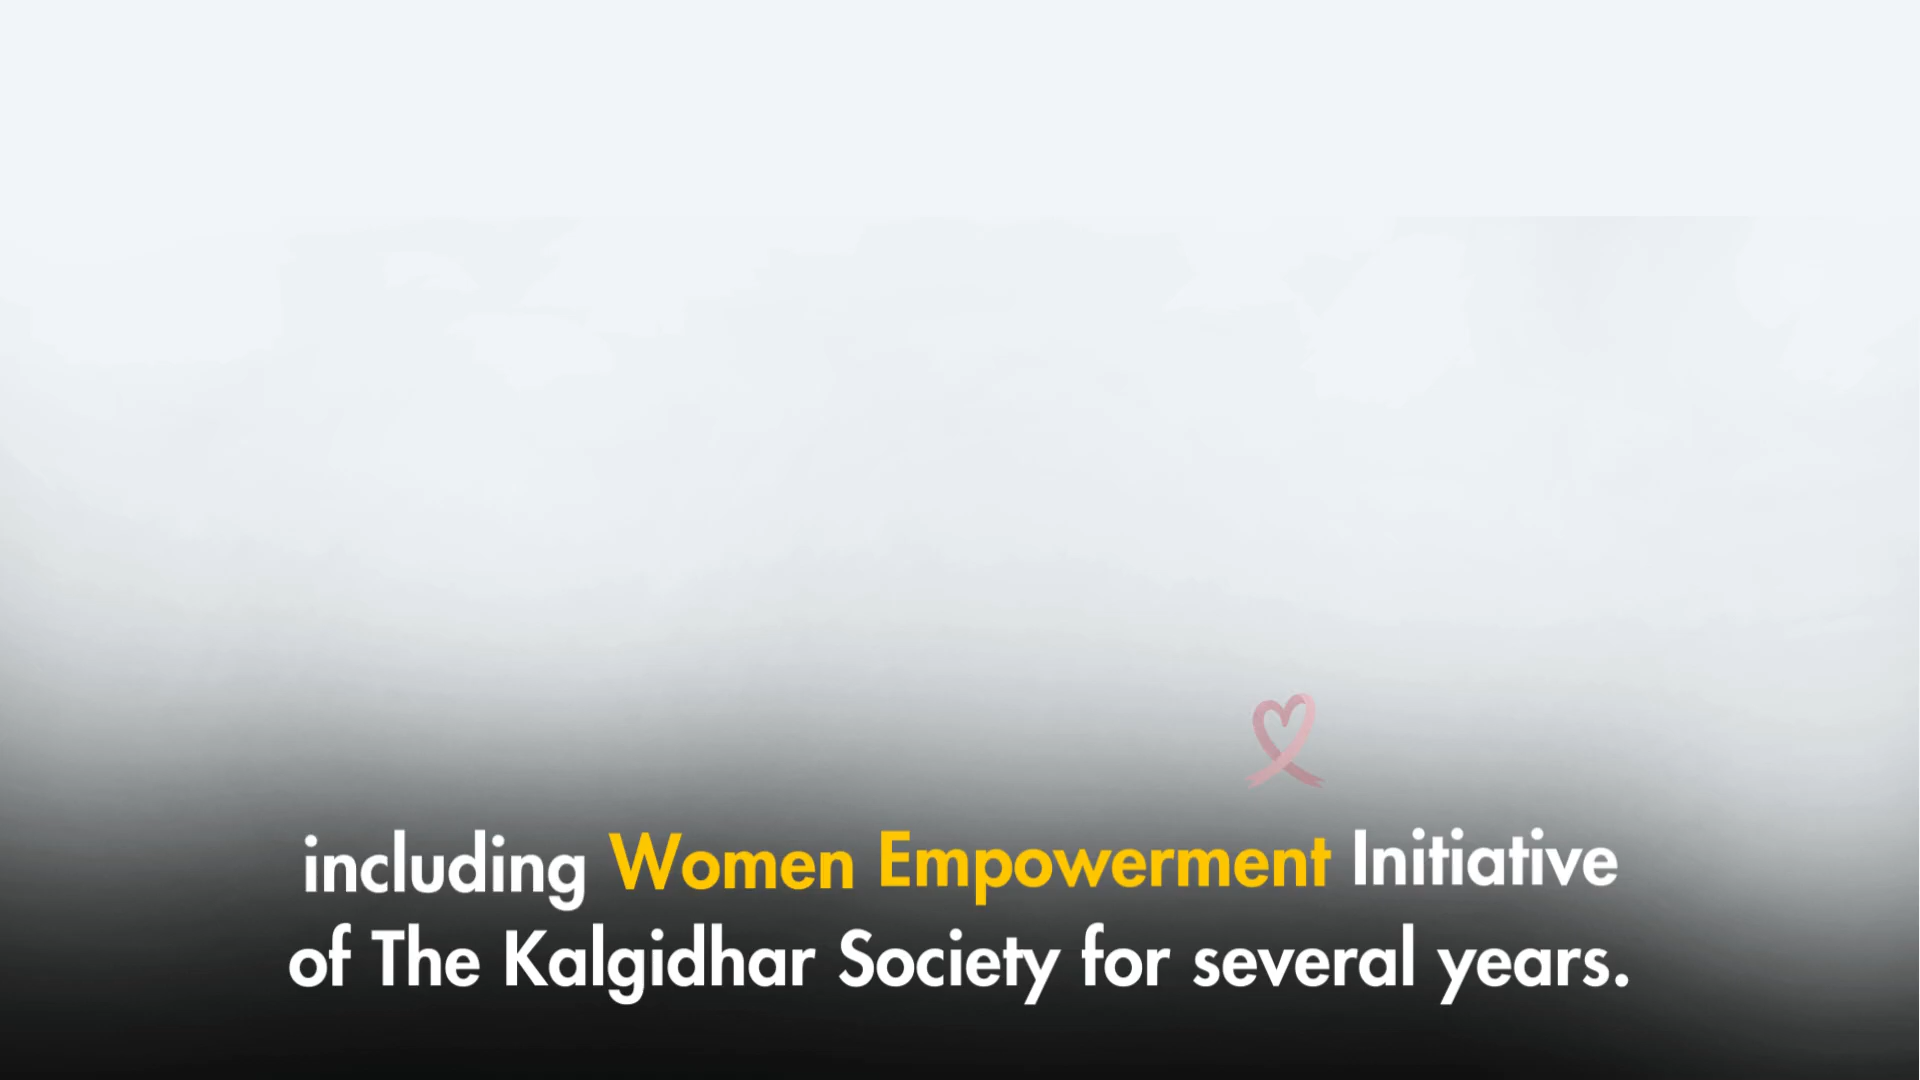 including Women Empowerment Initiative
of The Kalgidhar Society for several years.